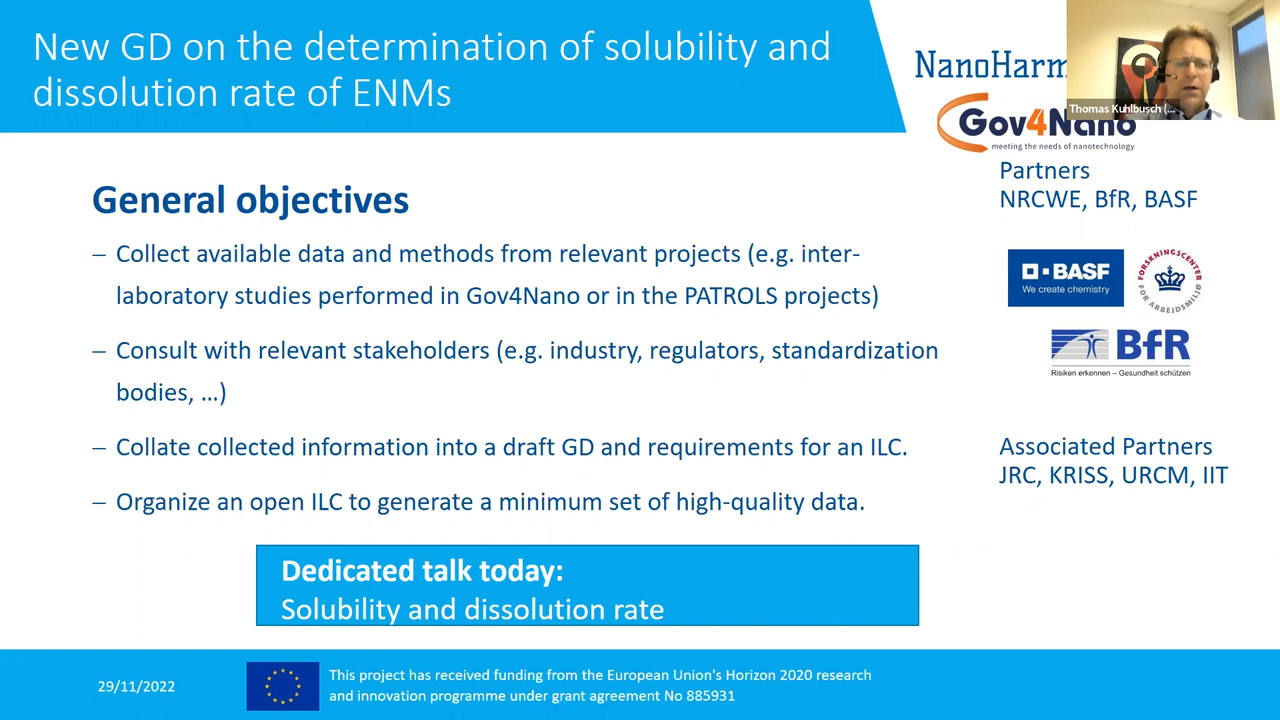 New GD on the determination of solubility and
dissolution rate of ENMs
NanoHarm
Thomas Kuhlbusch (...
Gov4Nano
meeting the needs of nanotechnology
Partners
NRCWE, BfR, BASF
General objectives
– Collect available data and methods from relevant projects (e.g. inter-
laboratory studies performed in Gov4Nano or in the PATROLS projects)
– Consult with relevant stakeholders (e.g. industry, regulators, standardization
bodies, …)
– Collate collected information into a draft GD and requirements for an ILC.
– Organize an open ILC to generate a minimum set of high-quality data.
BASF
We create chemistry
FORSKNINGSCENTER
FOR ARBEJDSMILJØ
BfR
Risiken erkennen – Gesundheit schützen
Associated Partners
JRC, KRISS, URCM, IIT
Dedicated talk today:
Solubility and dissolution rate
29/11/2022
This project has received funding from the European Union's Horizon 2020 research
and innovation programme under grant agreement No 885931